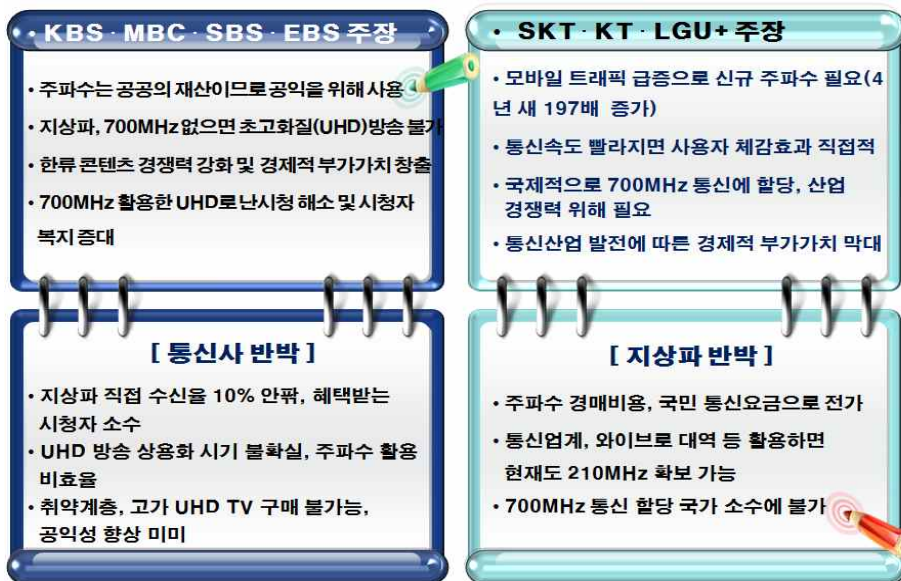 • KBS · MBC · SBS · EBS 주장
• 주파수는 공공의 재산이므로 공익을 위해 사용
• 지상파, 700MHz 없으면 초고화질(UHD)방송 불가
• 한류 콘텐츠 경쟁력 강화 및 경제적 부가가치 창출
• 700MHz 활용한 UHD로 난시청 해소 및 시청자
복지 증대
[ 통신사 반박 ]
• 지상파 직접 수신율 10% 안팎, 혜택받는
시청자 소수
• UHD 방송 상용화 시기 불확실, 주파수 활용
비효율
• 취약계층, 고가 UHD TV 구매 불가능,
공익성 향상 미미
• SKT · KT · LGU+ 주장
• 모바일 트래픽 급증으로 신규 주파수 필요(4
년 새 197배 증가)
• 통신속도 빨라지면 사용자 체감효과 직접적
• 국제적으로 700MHz 통신에 할당, 산업
경쟁력 위해 필요
• 통신산업 발전에 따른 경제적 부가가치 막대
[ 지상파 반박 ]
• 주파수 경매비용, 국민 통신요금으로 전가
• 통신업계, 와이브로 대역 등 활용하면
현재도 210MHz 확보 가능
• 700MHz 통신 할당 국가 소수에 불가